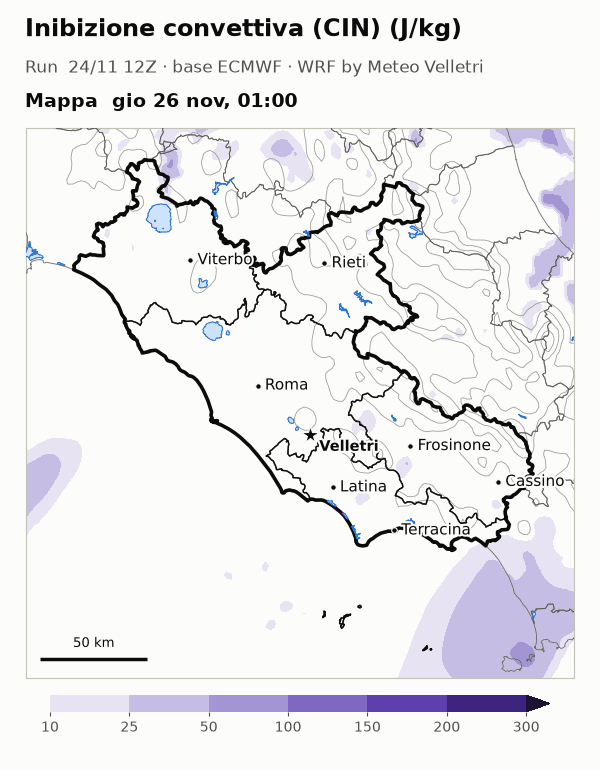 Inibizione convettiva (CIN) (J/kg)
Run  24/11 12Z · base ECMWF · WRF by Meteo Velletri
Mappa  gio 26 nov, 01:00
Viterbo
Rieti
Roma
Velletri
Frosinone
Latina
Cassino
Terracina
50 km
10 25 50 100 150 200 300